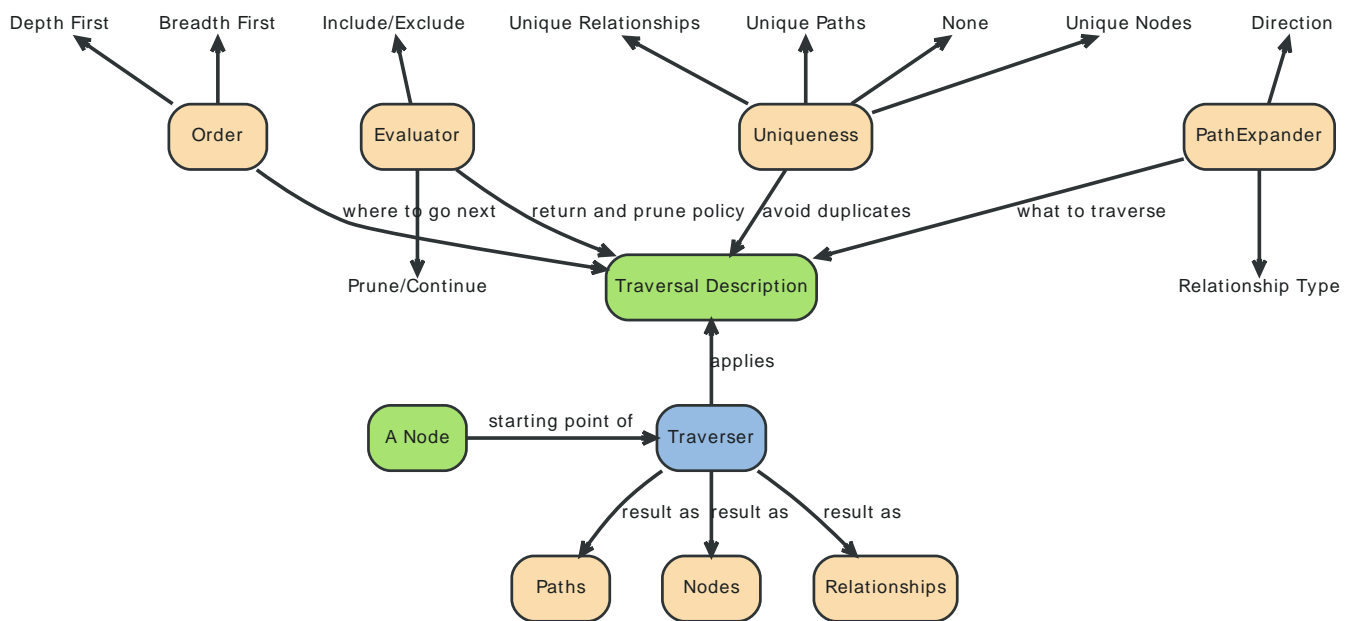 Depth First
Breadth First
Include/Exclude
Unique Relationships
Unique Paths
None
Unique Nodes
Direction
Order
Evaluator
Uniqueness
PathExpander
where to go next
return and prune policy
avoid duplicates
what to traverse
Prune/Continue
Traversal Description
Relationship Type
applies
A Node
starting point of
Traverser
result as
result as
result as
Paths
Nodes
Relationships